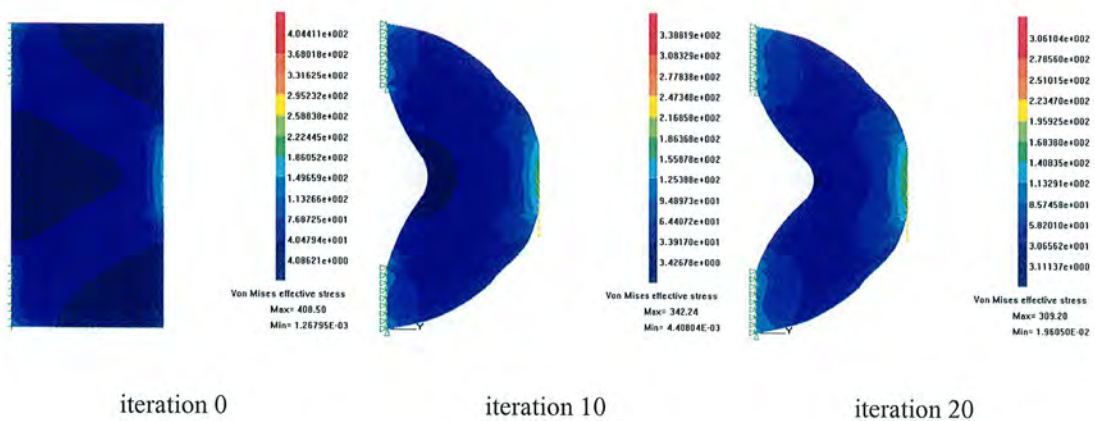 4.04411e+002
3.68018e+002
3.31625e+002
2.95232e+002
2.58838e+002
2.22445e+002
1.86052e+002
1.49659e+002
1.13266e+002
7.68725e+001
4.04794e+001
4.08621e+000
Von Mises effective stress
Max= 408.50
Min= 1.26795E-03
iteration 0
3.38819e+002
3.08329e+002
2.77838e+002
2.47348e+002
2.16858e+002
1.86368e+002
1.55878e+002
1.25388e+002
9.48973e+001
6.44072e+001
3.39170e+001
3.42678e+000
Y
Von Mises effective stress
Max= 342.24
Min= 4.40804E-03
iteration 10
3.06104e+002
2.78560e+002
2.51015e+002
2.23470e+002
1.95925e+002
1.68380e+002
1.40835e+002
1.13291e+002
8.57458e+001
5.82010e+001
3.06562e+001
3.11137e+000
Y
Von Mises effective stress
Max= 309.20
Min= 1.96050E-02
iteration 20